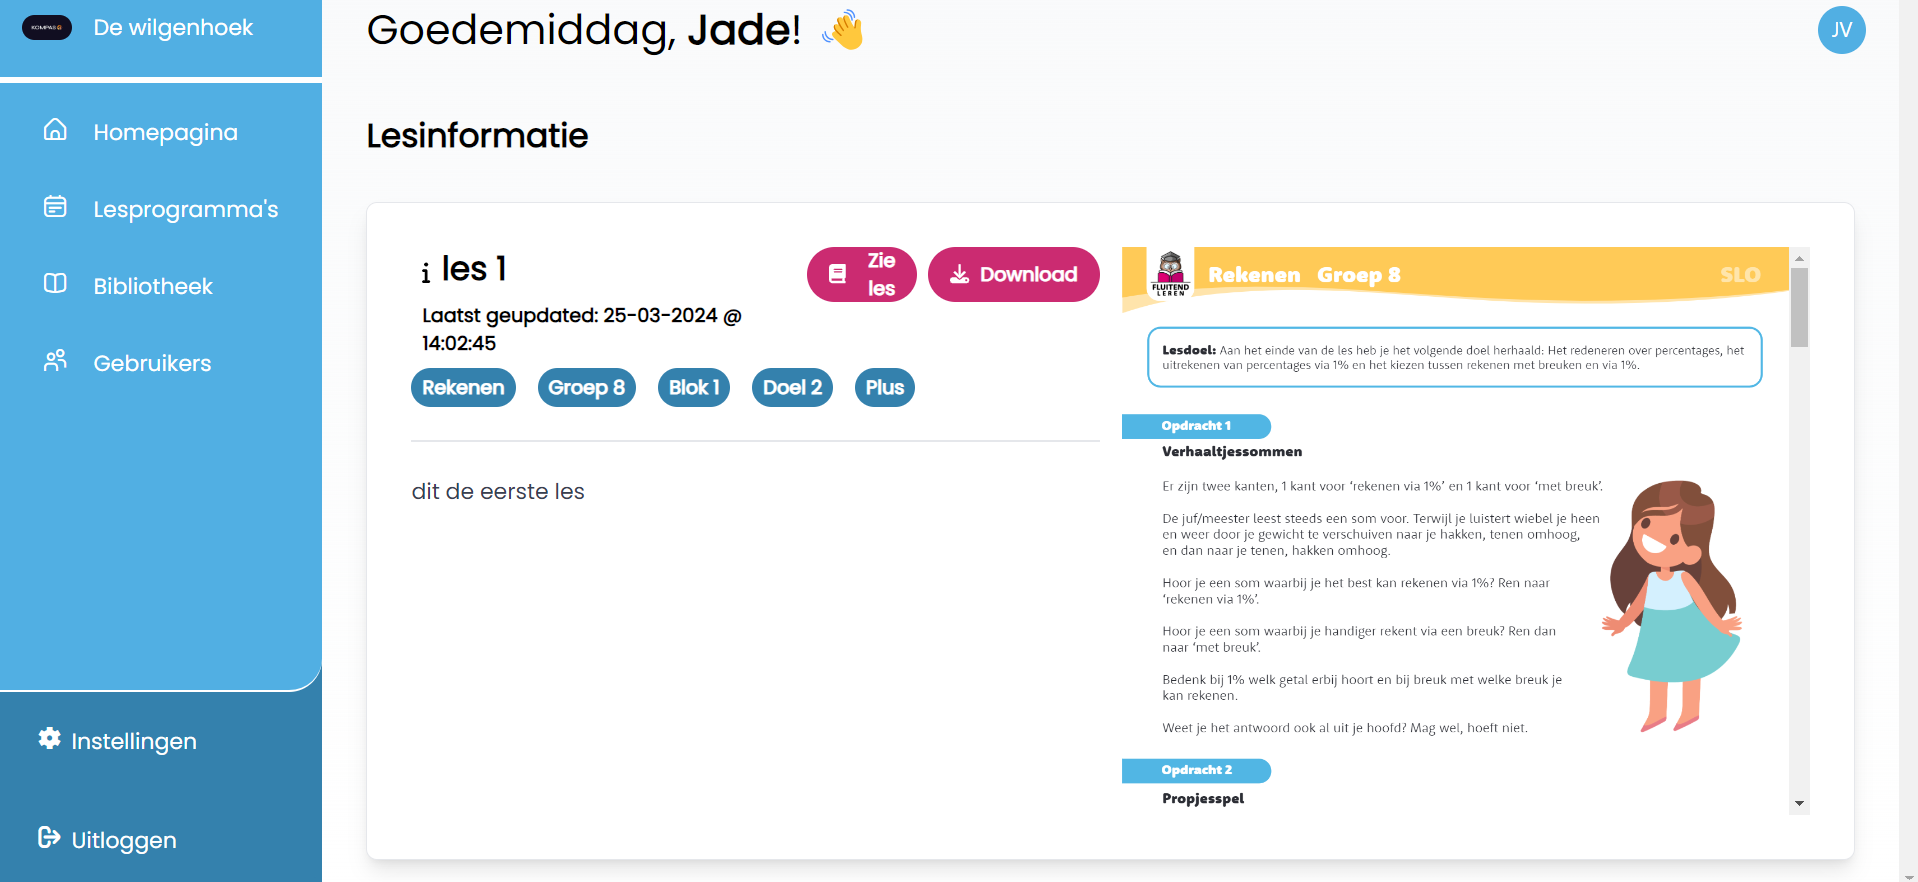 KOMPAS
De wilgenhoek
Homepagina
Lesprogramma's
Bibliotheek
Gebruikers
Instellingen
Uitloggen
Goedemiddag, Jade!
JV
Lesinformatie
i les 1
Zie
les
Download
Laatst geupdated: 25-03-2024 @
14:02:45
Rekenen Groep 8 Blok 1 Doel 2 Plus
dit de eerste les
FLUITEND
LEREN
Rekenen Groep 8
SLO
Lesdoel: Aan het einde van de les heb je het volgende doel herhaald: Het redeneren over percentages, het
uitrekenen van percentages via 1% en het kiezen tussen rekenen met breuken en via 1%.
Opdracht 1
Verhaaltjessommen
Er zijn twee kanten, 1 kant voor ‘rekenen via 1%’ en 1 kant voor ‘met breuk’.
De juf/meester leest steeds een som voor. Terwijl je luistert wiebel je heen
en weer door je gewicht te verschuiven naar je hakken, tenen omhoog,
en dan naar je tenen, hakken omhoog.
Hoor je een som waarbij je het best kan rekenen via 1%? Ren naar
‘rekenen via 1%’.
Hoor je een som waarbij je handiger rekent via een breuk? Ren dan
naar ‘met breuk’.
Bedenk bij 1% welk getal erbij hoort en bij breuk met welke breuk je
kan rekenen.
Weet je het antwoord ook al uit je hoofd? Mag wel, hoeft niet.
Opdracht 2
Propjesspel